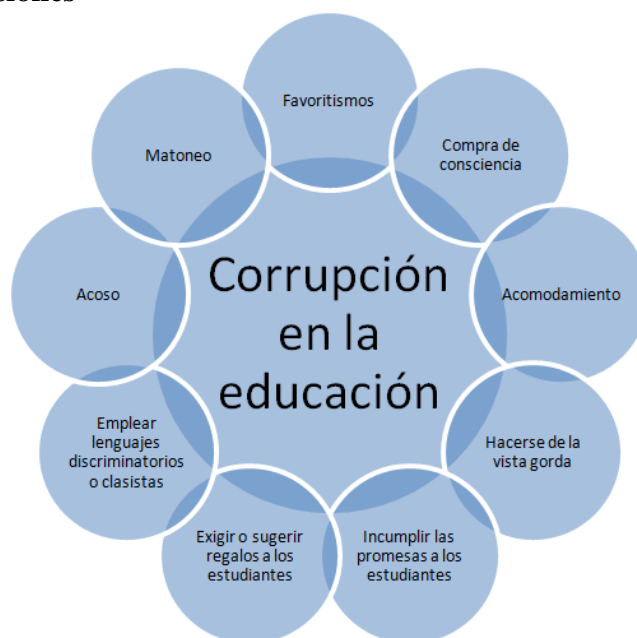 Favoritismos
Compra de
consciencia
Acomodamiento
Hacerse de la
vista gorda
Incumplir las
promesas a los
estudiantes
Exigir o sugerir
regalos a los
estudiantes
Emplear
lenguajes
discriminatorios
o clasistas
Acoso
Matoneo
Corrupción
en la
educación